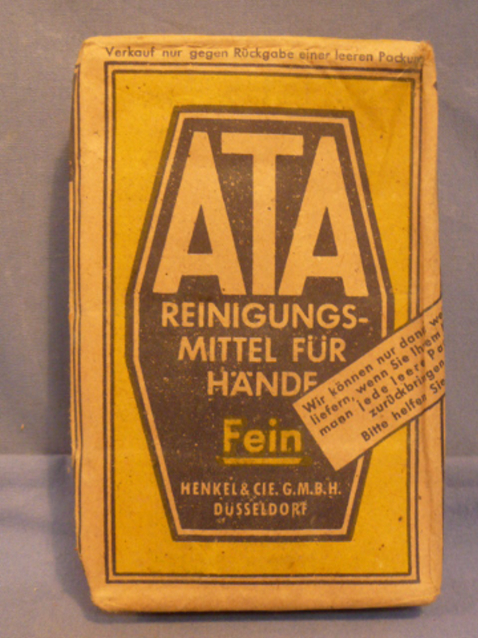 Verkauf nur gegen Rückgabe einer leeren Packung
ATA
REINIGUNGS-
MITTEL FÜR
HÄNDE
Fein
HENKEL & CIE. G.M.B.H.
DÜSSELDORF
Wir können nur dann
liefern, wenn Sie Ihrem
mann jede leere
zurückbringen
Bitte helfen Sie